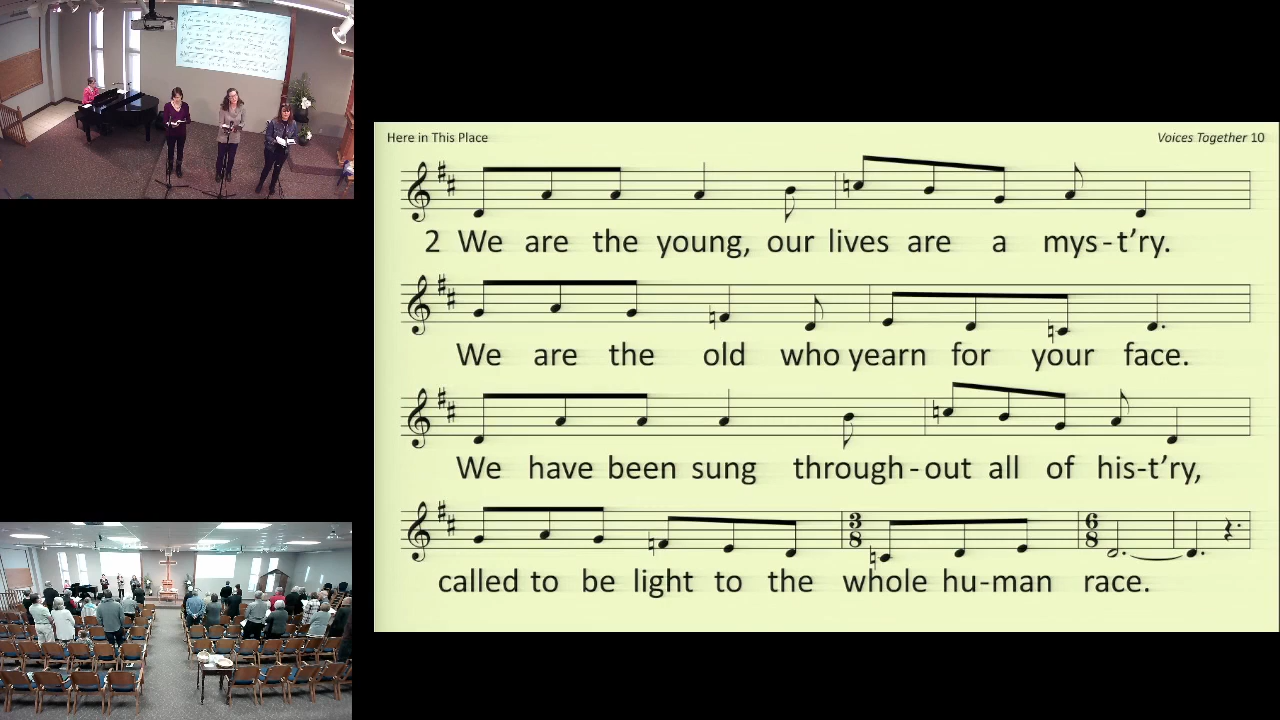 Here in This Place
Voices Together 10
2 We are the young, our lives are a mys-t'ry.
We are the old who yearn for your face.
We have been sung through-out all of his-t'ry,
called to be light to the whole hu-man race.